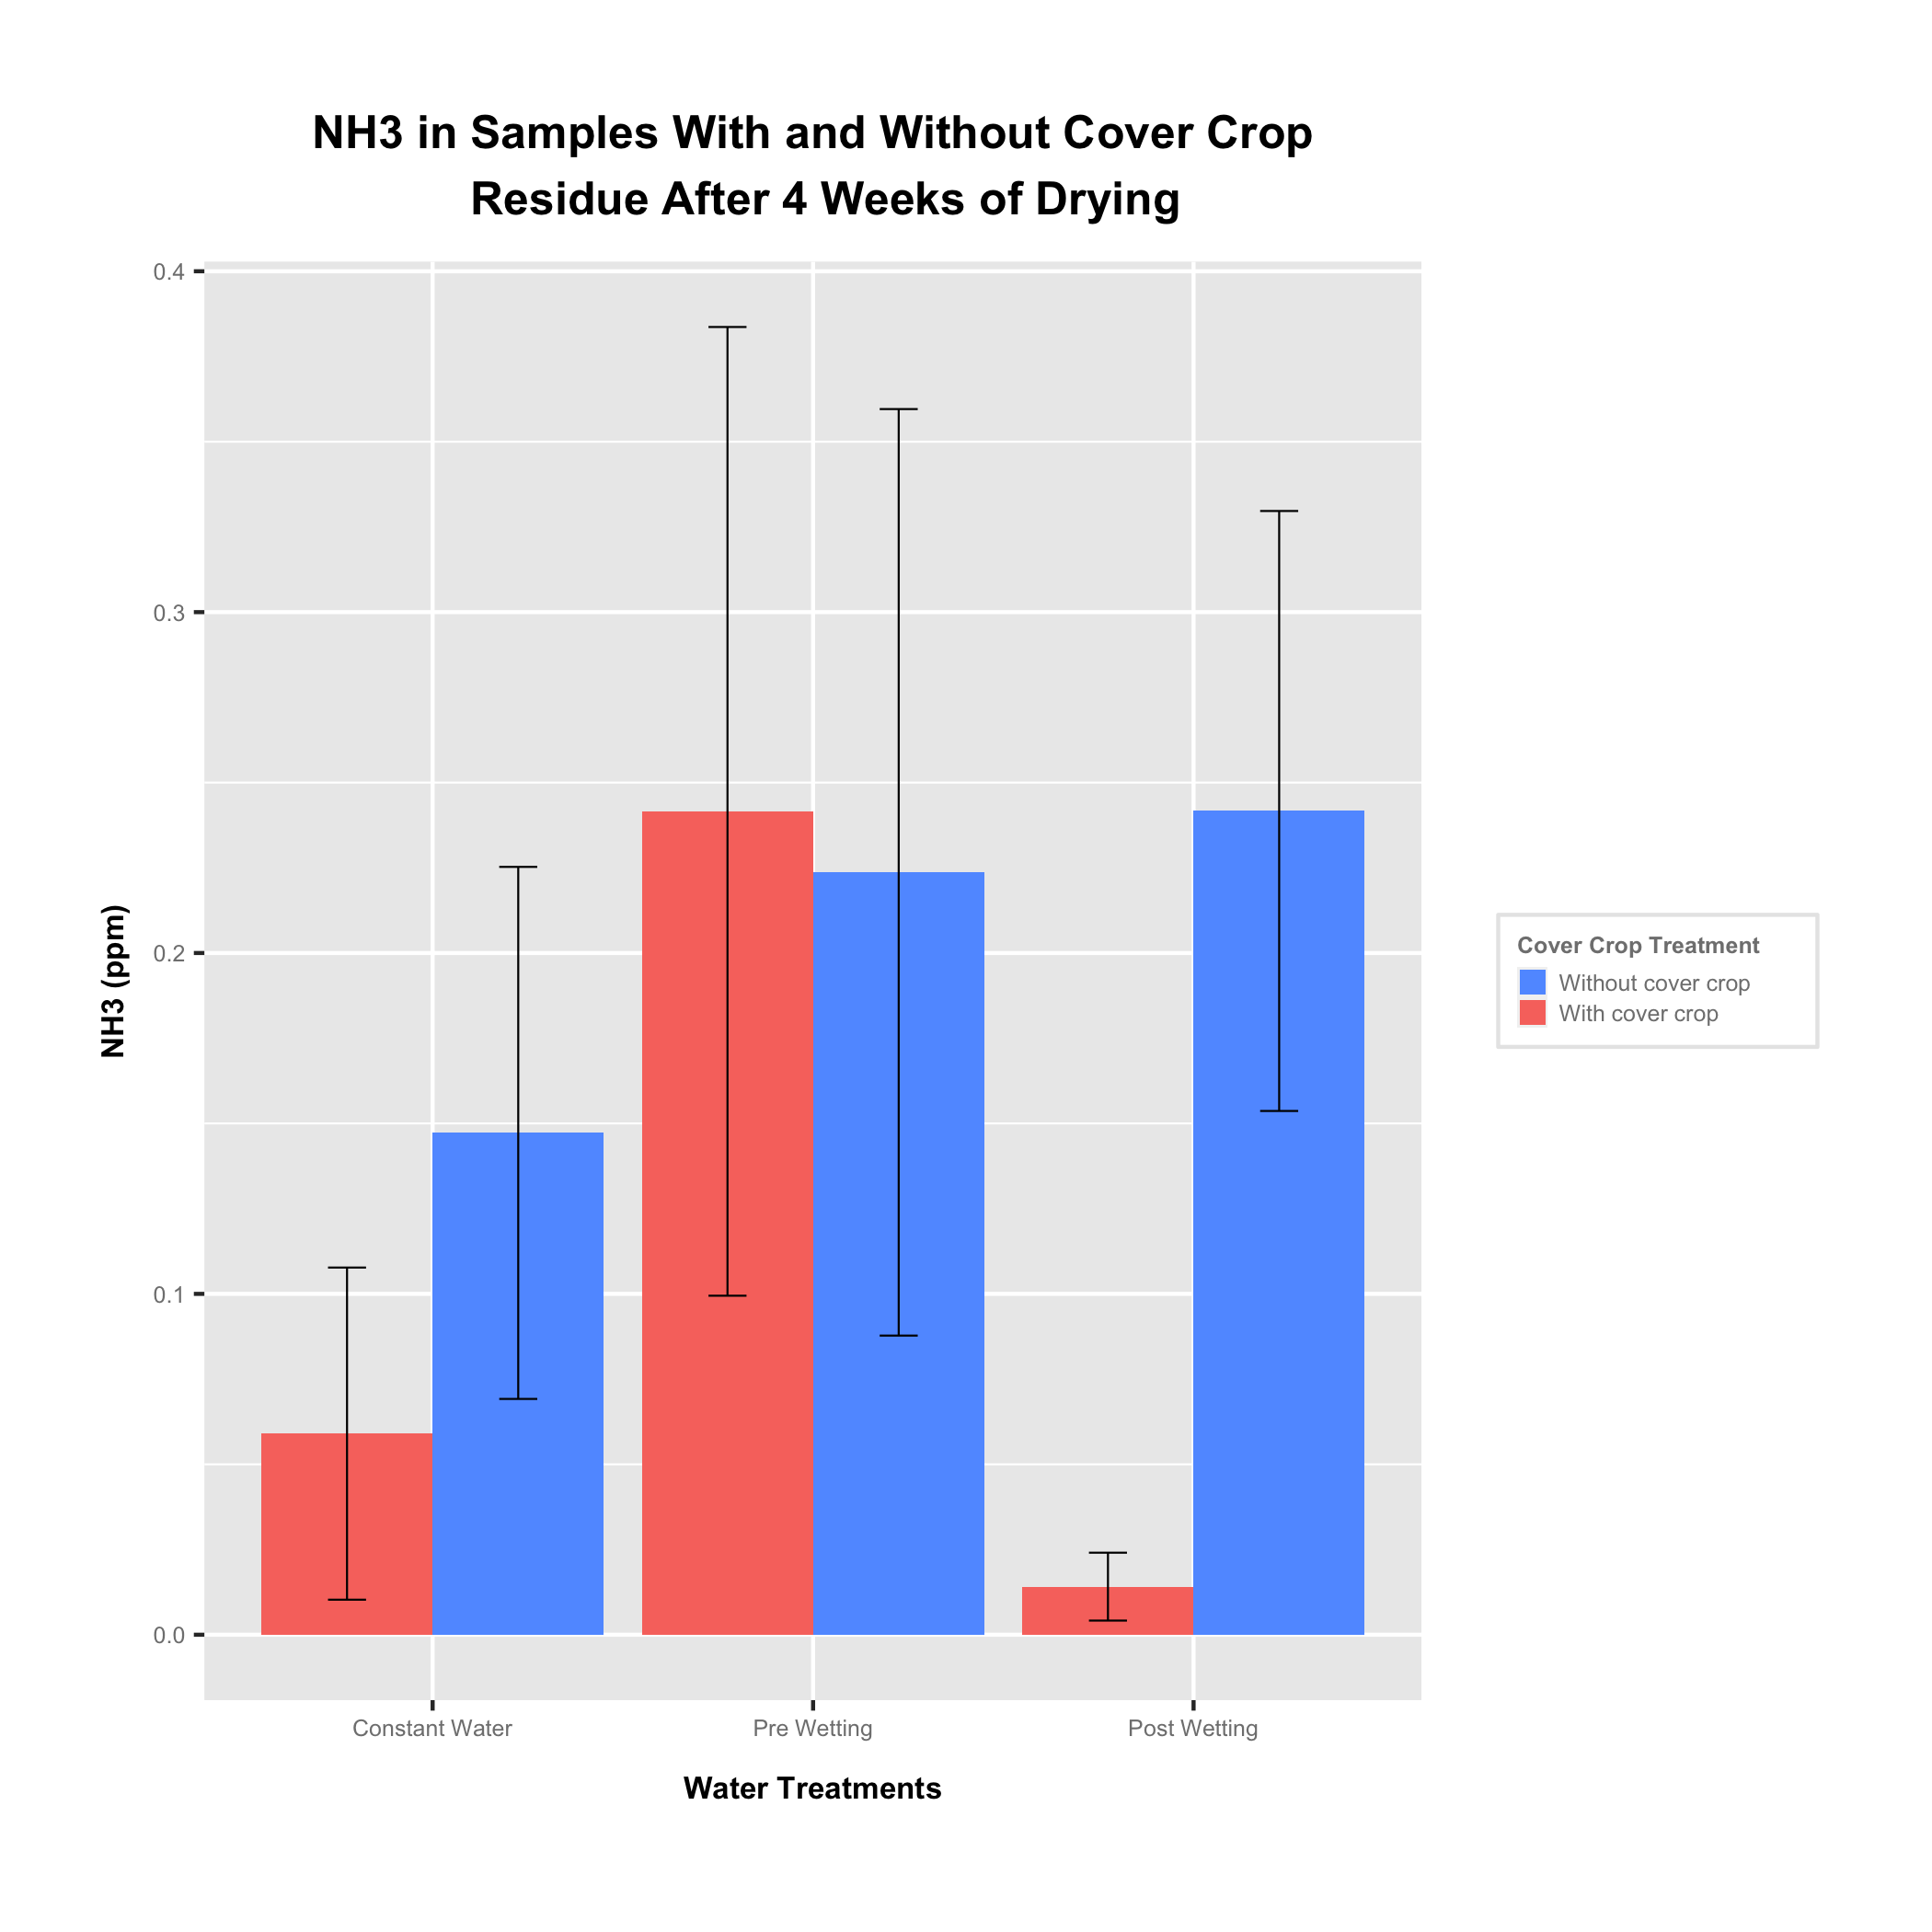 NH3 in Samples With and Without Cover Crop
Residue After 4 Weeks of Drying
0.4
0.3
0.2
0.1
0.0
NH3 (ppm)
Constant Water
Pre Wetting
Post Wetting
Water Treatments
Cover Crop Treatment
Without cover crop
With cover crop